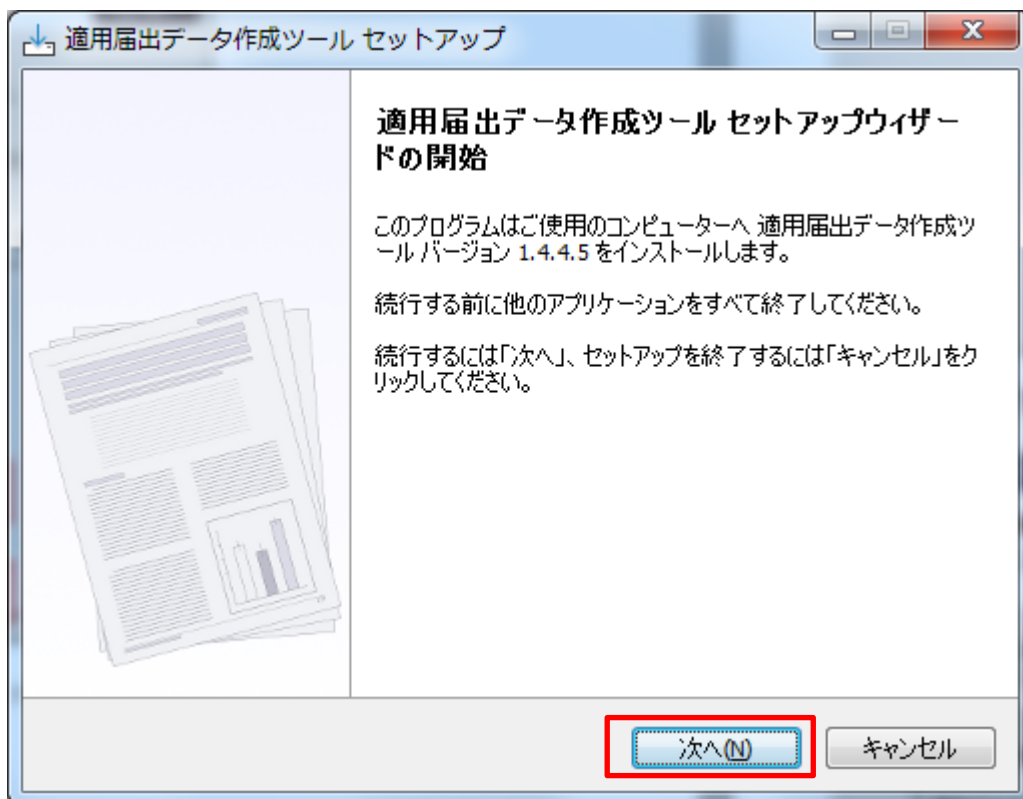 適用届出データ作成ツール セットアップ
適用届出データ作成ツール セットアップウィザー
ドの開始
このプログラムはご使用のコンピューターへ 適用届出データ作成ツ
ール バージョン 1.4.4.5 をインストールします。
続行する前に他のアプリケーションをすべて終了してください。
続行するには「次へ」、セットアップを終了するには「キャンセル」をク
リックしてください。
次へ(N)
キャンセル